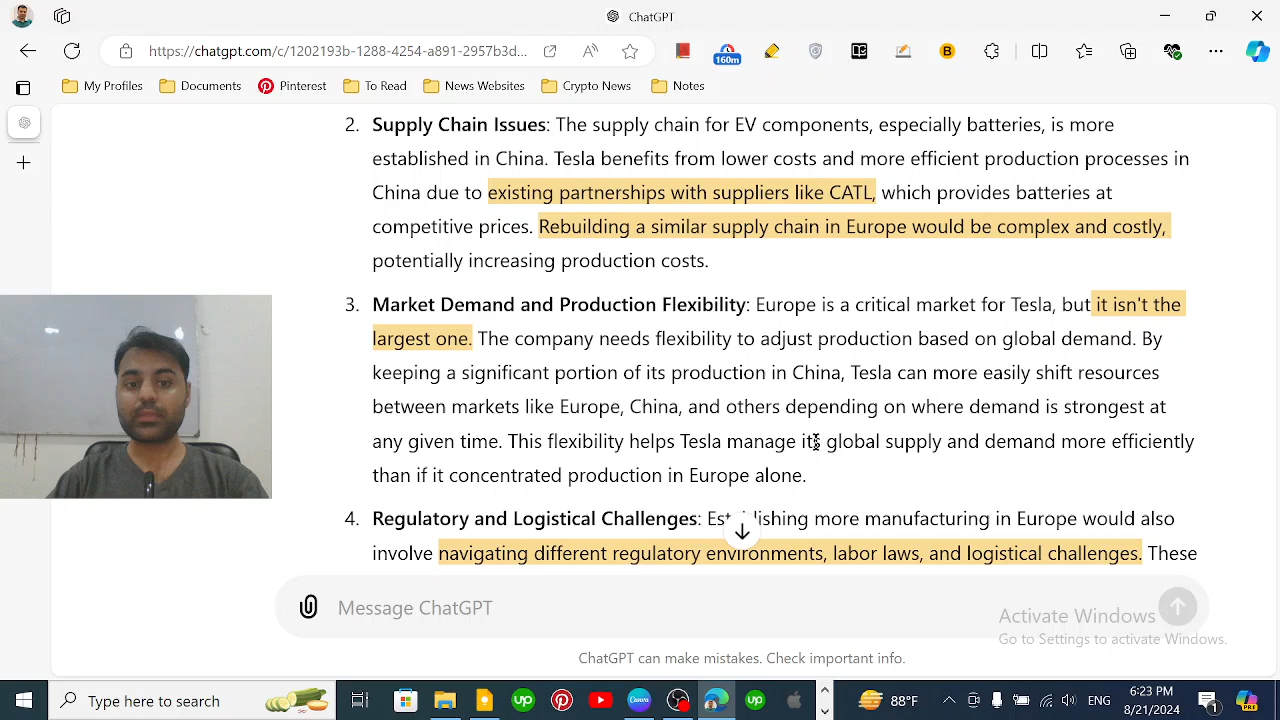 ChatGPT
https://chatgpt.com/c/1202193b-1288-4254-a891-2957b3d...
160m
My Profiles
Documents
Pinterest
To Read
News Websites
Crypto News
Notes
2. Supply Chain Issues: The supply chain for EV components, especially batteries, is more
established in China. Tesla benefits from lower costs and more efficient production processes in
China due to existing partnerships with suppliers like CATL, which provides batteries at
competitive prices. Rebuilding a similar supply chain in Europe would be complex and costly,
potentially increasing production costs.
3. Market Demand and Production Flexibility: Europe is a critical market for Tesla, but it isn't the
largest one. The company needs flexibility to adjust production based on global demand. By
keeping a significant portion of its production in China, Tesla can more easily shift resources
between markets like Europe, China, and others depending on where demand is strongest at
any given time. This flexibility helps Tesla manage its global supply and demand more efficiently
than if it concentrated production in Europe alone.
4. Regulatory and Logistical Challenges: Establishing more manufacturing in Europe would also
involve navigating different regulatory environments, labor laws, and logistical challenges. These
Message ChatGPT
Activate Windows
Go to Settings to activate Windows.
ChatGPT can make mistakes. Check important info.
Type here to search
88°F
6:23 PM
8/21/2024